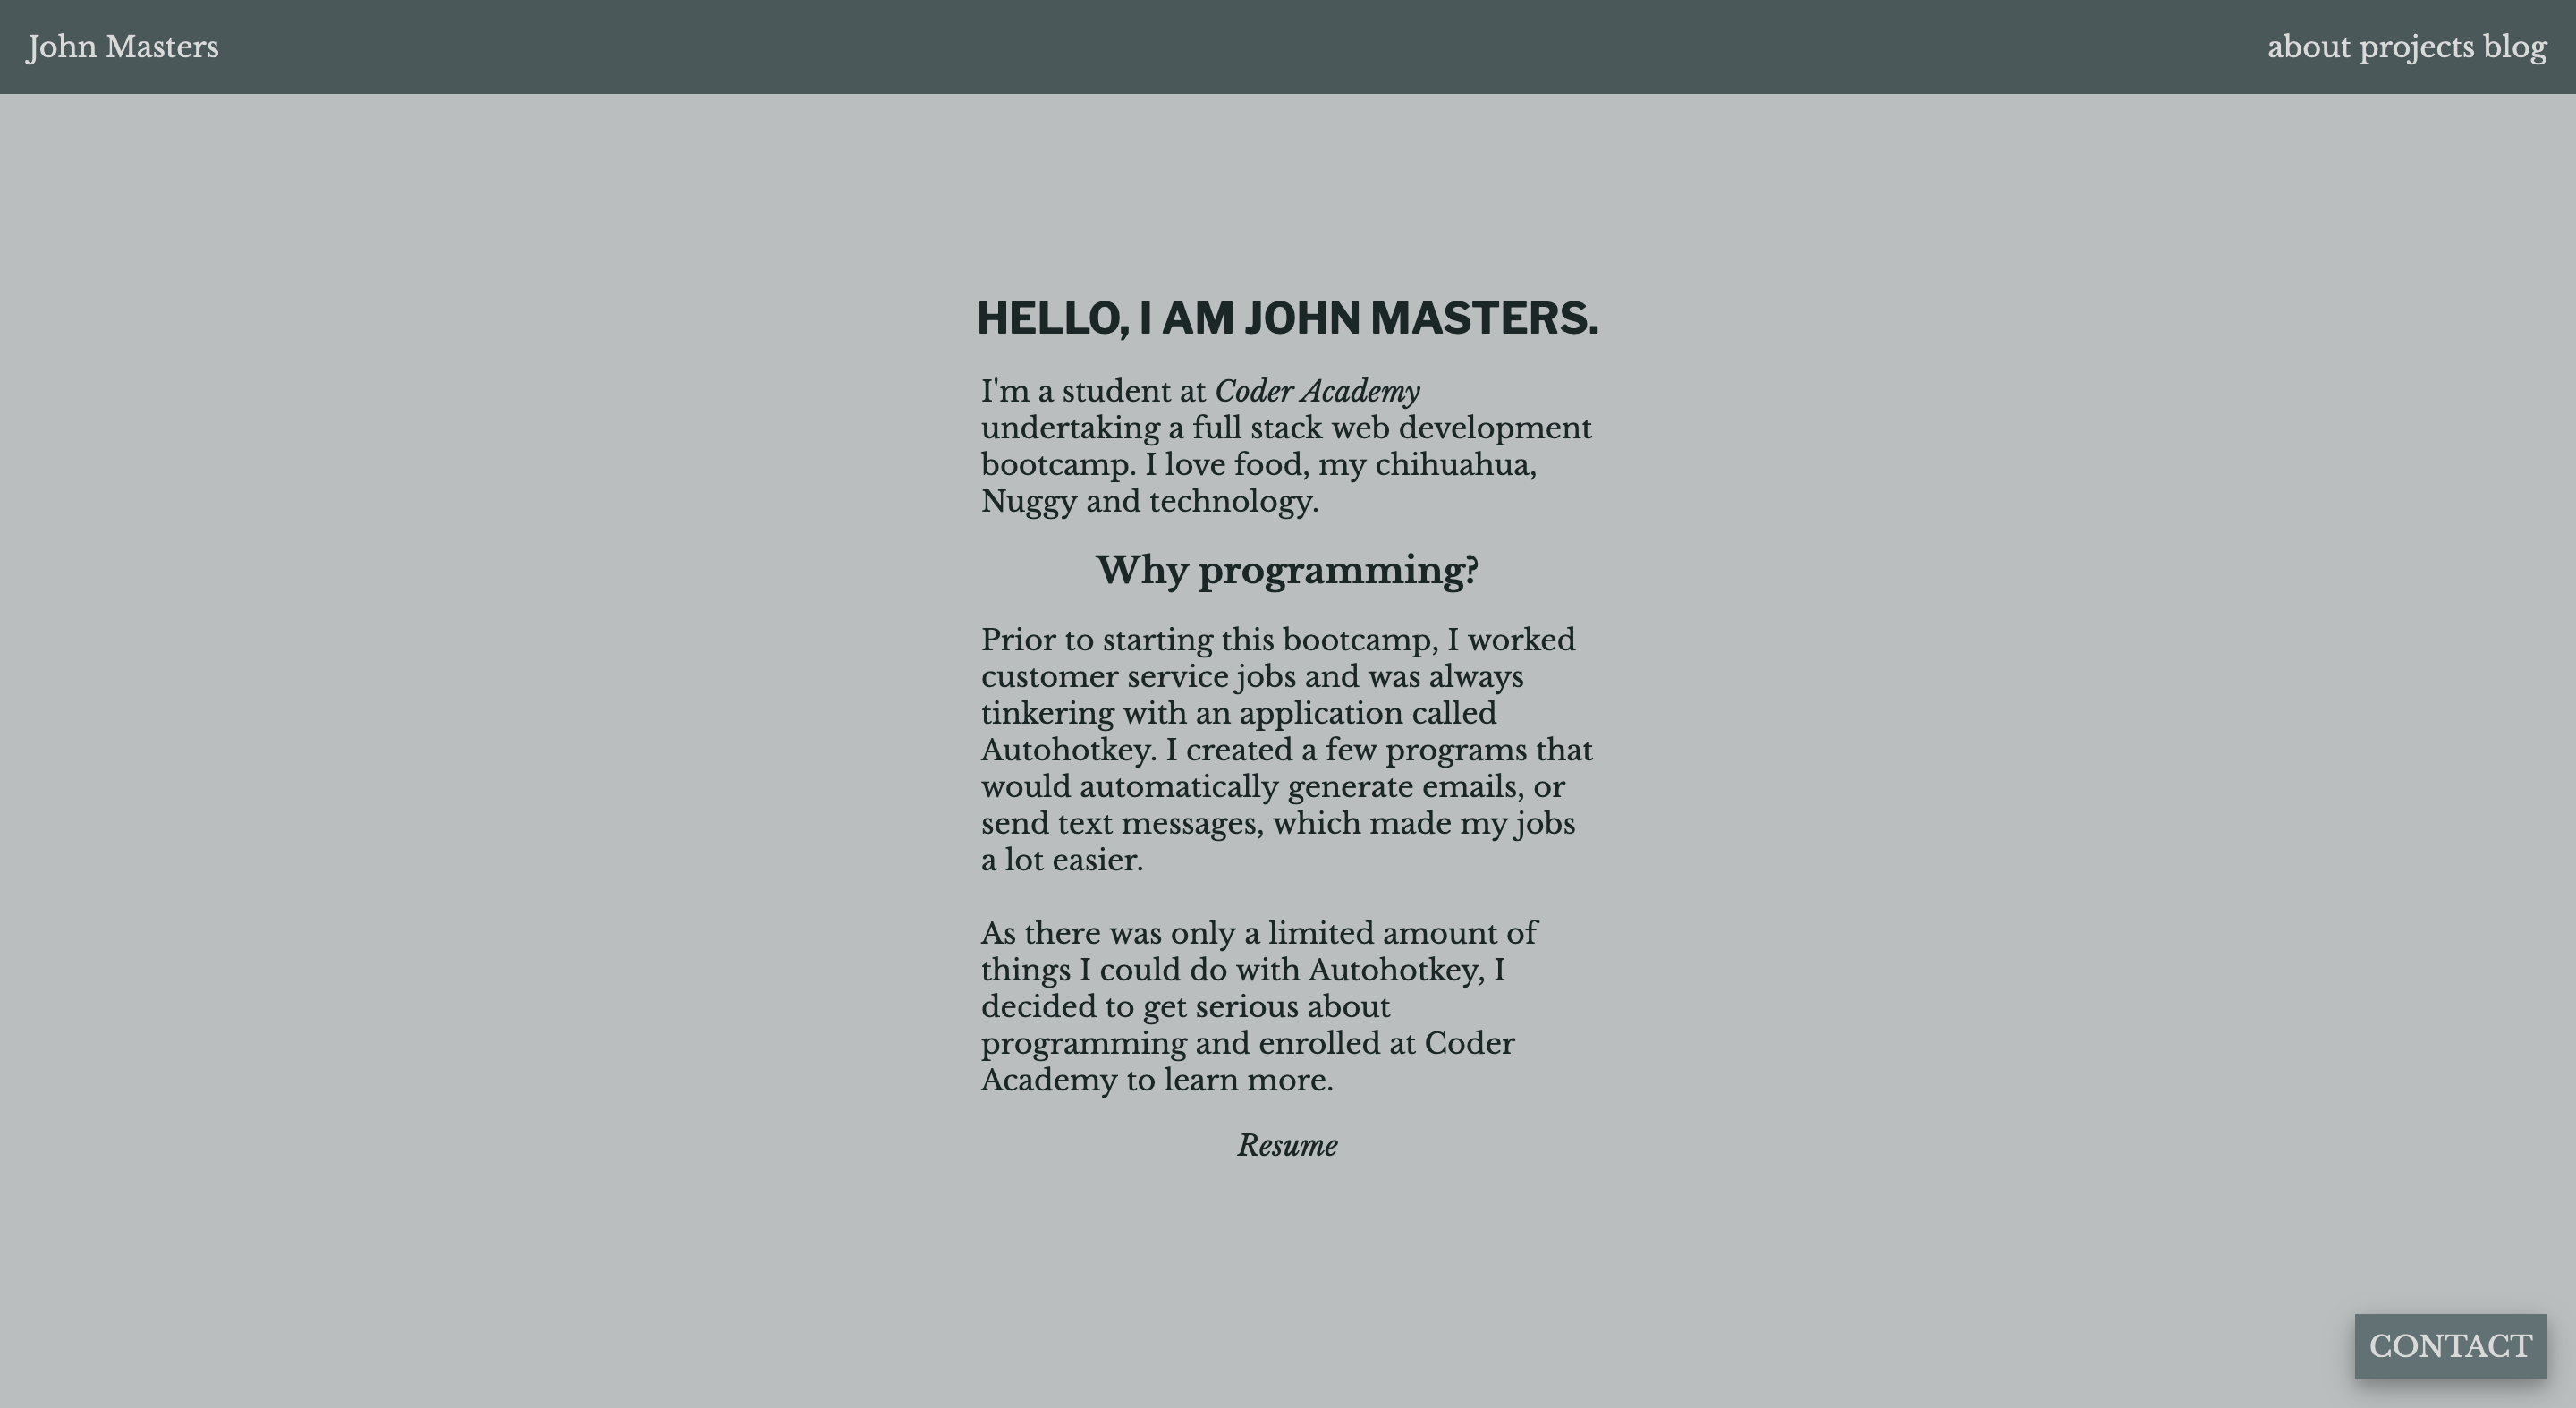 John Masters
about projects blog
HELLO, I AM JOHN MASTERS.
I'm a student at Coder Academy
undertaking a full stack web development
bootcamp. I love food, my chihuahua,
Nuggy and technology.
Why programming?
Prior to starting this bootcamp, I worked
customer service jobs and was always
tinkering with an application called
Autohotkey. I created a few programs that
would automatically generate emails, or
send text messages, which made my jobs
a lot easier.
As there was only a limited amount of
things I could do with Autohotkey, I
decided to get serious about
programming and enrolled at Coder
Academy to learn more.
Resume
CONTACT